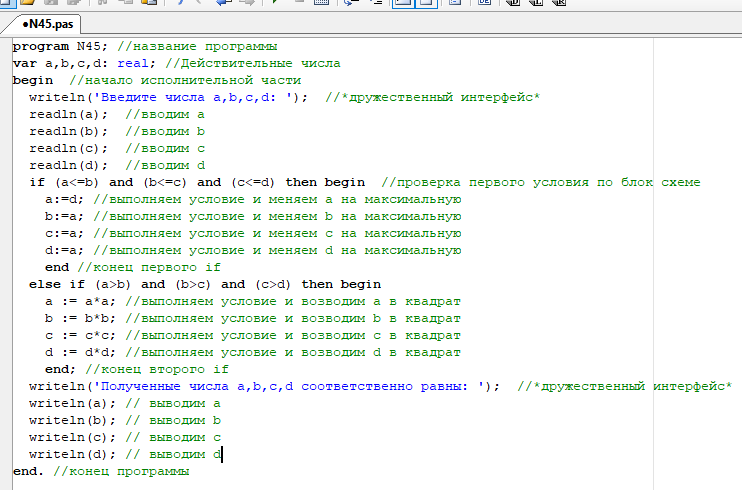 ●N45.pas
program N45; //название программы
var a,b,c,d: real; //Действительные числа
begin  //начало исполнительной части
  writeln('Введите числа a,b,c,d: ');  //*дружественный интерфейс*
  readln(a);  //вводим a
  readln(b);  //вводим b
  readln(c);  //вводим c
  readln(d);  //вводим d
  if (a<=b) and (b<=c) and (c<=d) then begin  //проверка первого условия по блок схеме
    a:=d; //выполняем условие и меняем a на максимальную
    b:=a; //выполняем условие и меняем b на максимальную
    c:=a; //выполняем условие и меняем c на максимальную
    d:=a; //выполняем условие и меняем d на максимальную
    end //конец первого if
  else if (a>b) and (b>c) and (c>d) then begin
    a := a*a; //выполняем условие и возводим a в квадрат
    b := b*b; //выполняем условие и возводим b в квадрат
    c := c*c; //выполняем условие и возводим c в квадрат
    d := d*d; //выполняем условие и возводим d в квадрат
    end; //конец второго if
  writeln('Полученные числа a,b,c,d соответственно равны: ');  //*дружественный интерфейс*
  writeln(a); // выводим a
  writeln(b); // выводим b
  writeln(c); // выводим c
  writeln(d); // выводим d
end. //конец программы